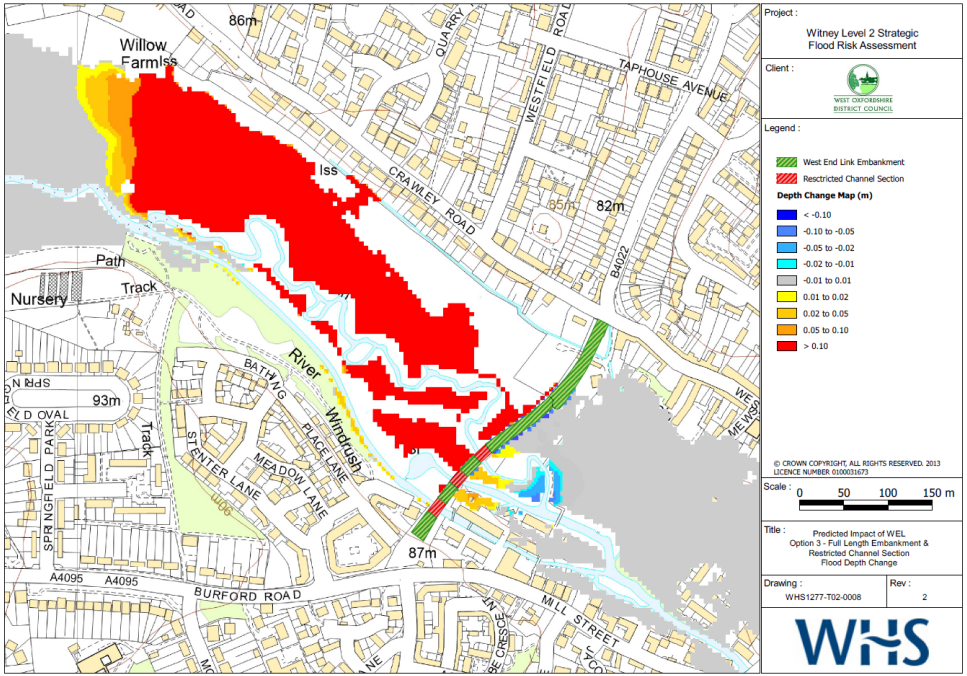 86m
Willow
FarmIss
QUARRY
ROAD
WESTFIELD
TAPHOUSE AVENUE
Iss
CRAWLEY ROAD
85m
82m
B4022
Path
Track
Nursery
River
Windrush
BATHING
PLACE LANE
93m
OVAL
SPRINGFIELD PARK
Track
STENTER LANE
MEADOW LANE
90m
MEWS
87m
A4095
A4095
BURFORD ROAD
MILL STREET
Project :
Witney Level 2 Strategic
Flood Risk Assessment
Client :
WEST OXFORDSHIRE
DISTRICT COUNCIL
Legend :
West End Link Embankment
Resctricted Channel Section
Depth Change Map (m)
< -0.10
-0.10 to -0.05
-0.05 to -0.02
-0.02 to -0.01
-0.01 to 0.01
0.01 to 0.02
0.02 to 0.05
0.05 to 0.10
> 0.10
© CROWN COPYRIGHT, ALL RIGHTS RESERVED. 2013
LICENCE NUMBER 0100031673
Scale :
0 50 100 150 m
Title :
Predicted Impact of WEL
Option 3 - Full Length Embankment &
Restricted Channel Section
Flood Depth Change
Drawing :
WHS1277-T02-0008
Rev :
2
WHS